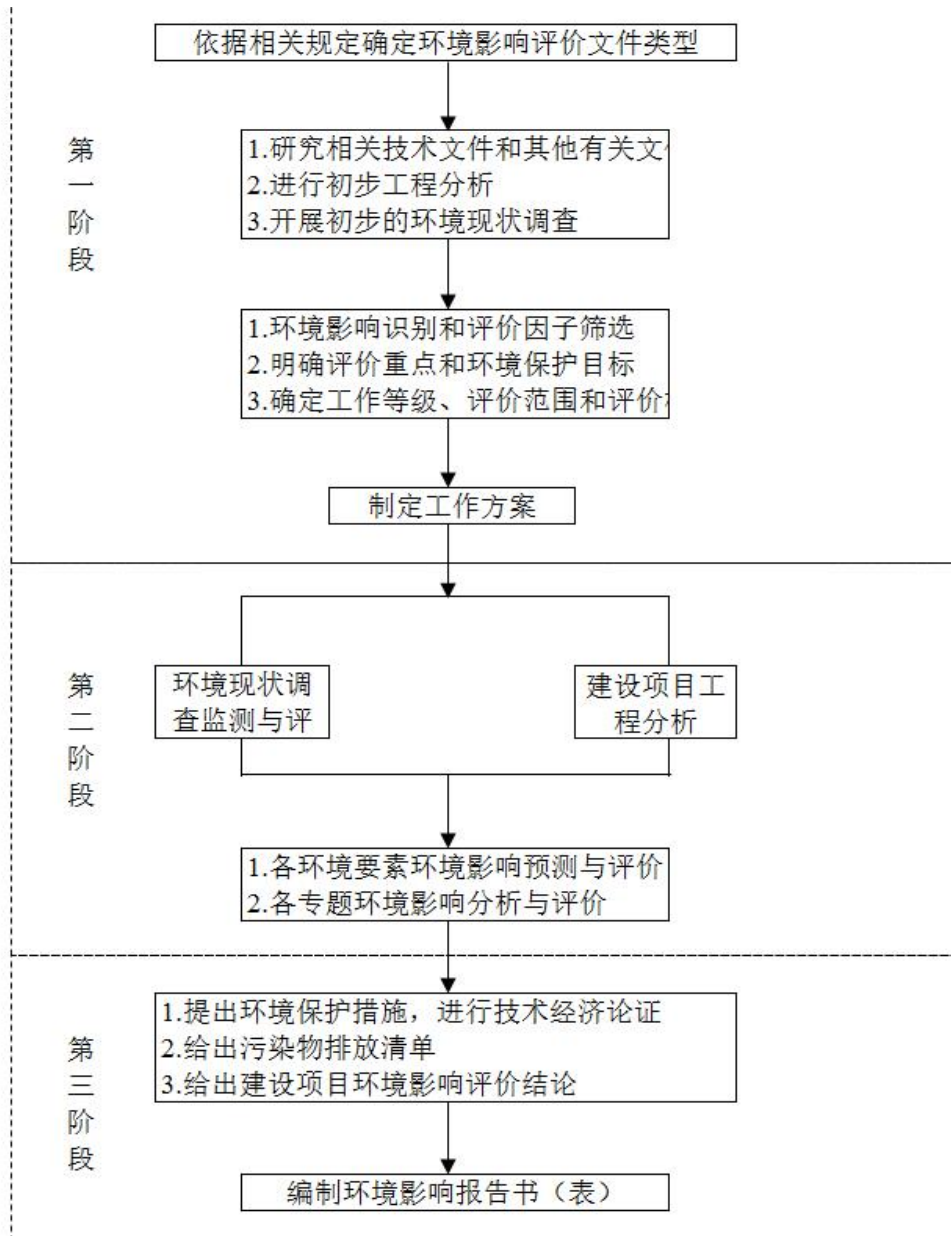 依据相关规定确定环境影响评价文件类型
第一阶段
1.研究相关技术文件和其他有关文
2.进行初步工程分析
3.开展初步的环境现状调查
1.环境影响识别和评价因子筛选
2.明确评价重点和环境保护目标
3.确定工作等级、评价范围和评价
制定工作方案
第二阶段
环境现状调
查监测与评
建设项目工
程分析
1.各环境要素环境影响预测与评价
2.各专题环境影响分析与评价
第三阶段
1.提出环境保护措施，进行技术经济论证
2.给出污染物排放清单
3.给出建设项目环境影响评价结论
编制环境影响报告书（表）